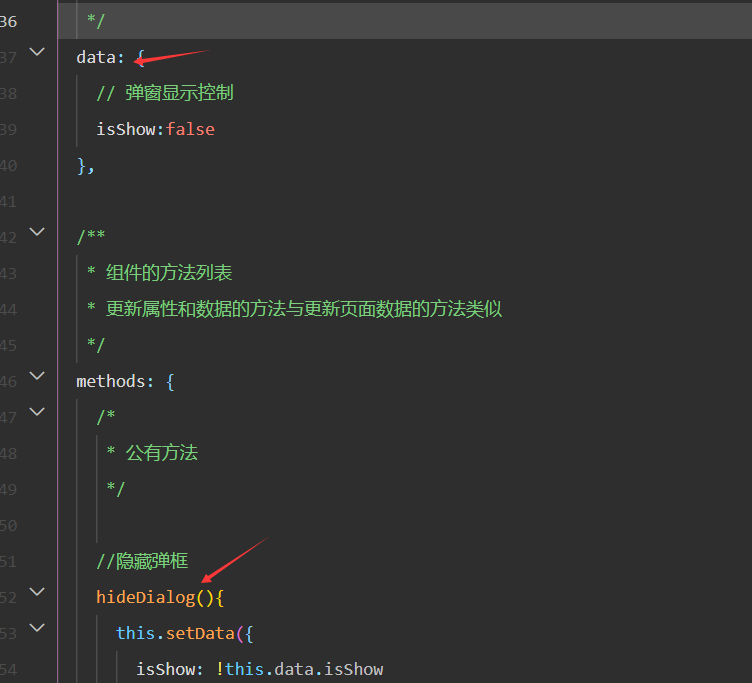 36 */
37 data: {
38 // 弹窗显示控制
39 isShow:false
40 },
41
42 /**
43 * 组件的方法列表
44 * 更新属性和数据的方法与更新页面数据的方法类似
45 */
46 methods: {
47 /*
48 * 公有方法
49 */
50
51 //隐藏弹框
52 hideDialog(){
53 this.setData({
54 isShow: !this.data.isShow